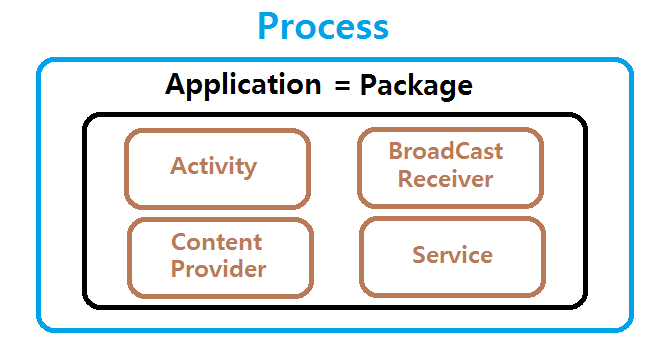 Process
Application = Package
Activity
BroadCast
Receiver
Content
Provider
Service